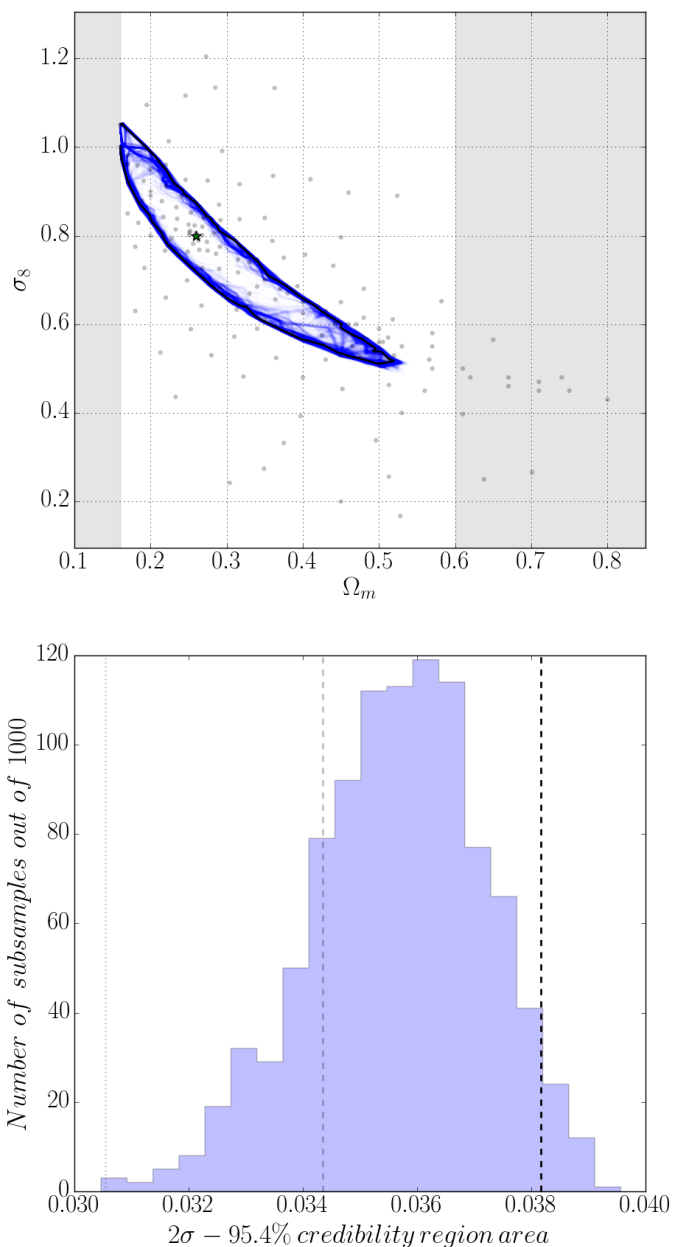 1.2
1.0
0.8
0.6
0.4
0.2
σ8
0.1 0.2 0.3 0.4 0.5 0.6 0.7 0.8
Ωm
120
100
80
60
40
20
0
Number of subsamples out of 1000
0.030 0.032 0.034 0.036 0.038 0.040
2σ − 95.4% credibility region area